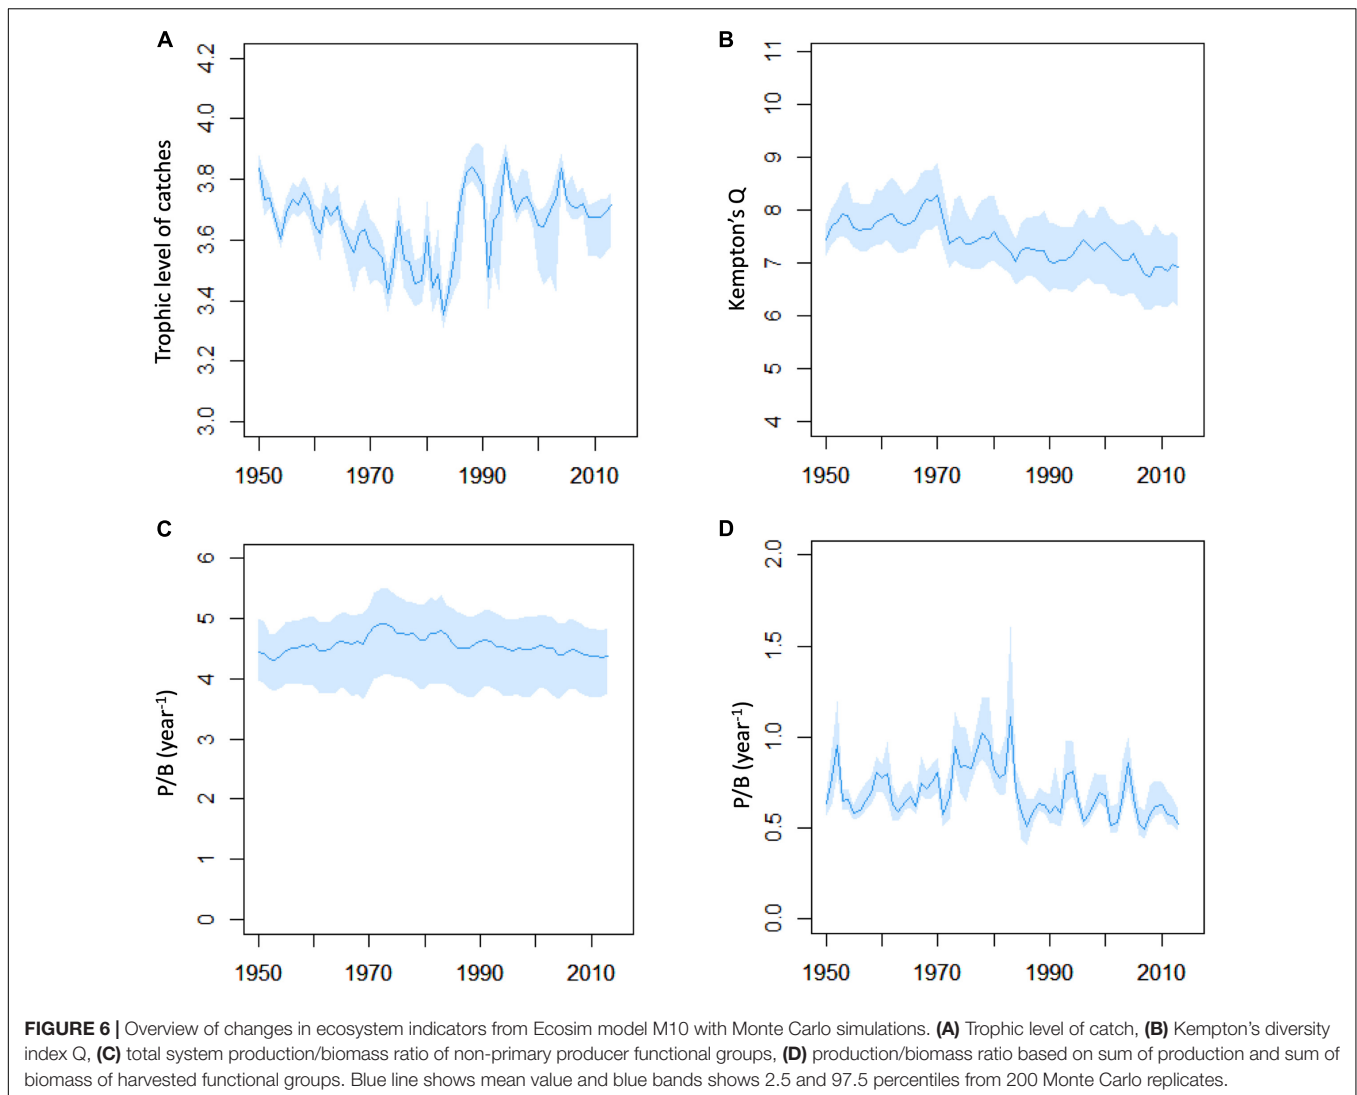 A
Trophic level of catches
4.2
4.0
3.8
3.6
3.4
3.2
3.0
1950 1970 1990 2010
B
Kempton's Q
11
10
9
8
7
6
5
4
1950 1970 1990 2010
C
P/B (year-1)
6
5
4
3
2
1
0
1950 1970 1990 2010
D
P/B (year-1)
2.0
1.5
1.0
0.5
0.0
1950 1970 1990 2010
FIGURE 6 | Overview of changes in ecosystem indicators from Ecosim model M10 with Monte Carlo simulations. (A) Trophic level of catch, (B) Kempton's diversity
index Q, (C) total system production/biomass ratio of non-primary producer functional groups, (D) production/biomass ratio based on sum of production and sum of
biomass of harvested functional groups. Blue line shows mean value and blue bands shows 2.5 and 97.5 percentiles from 200 Monte Carlo replicates.